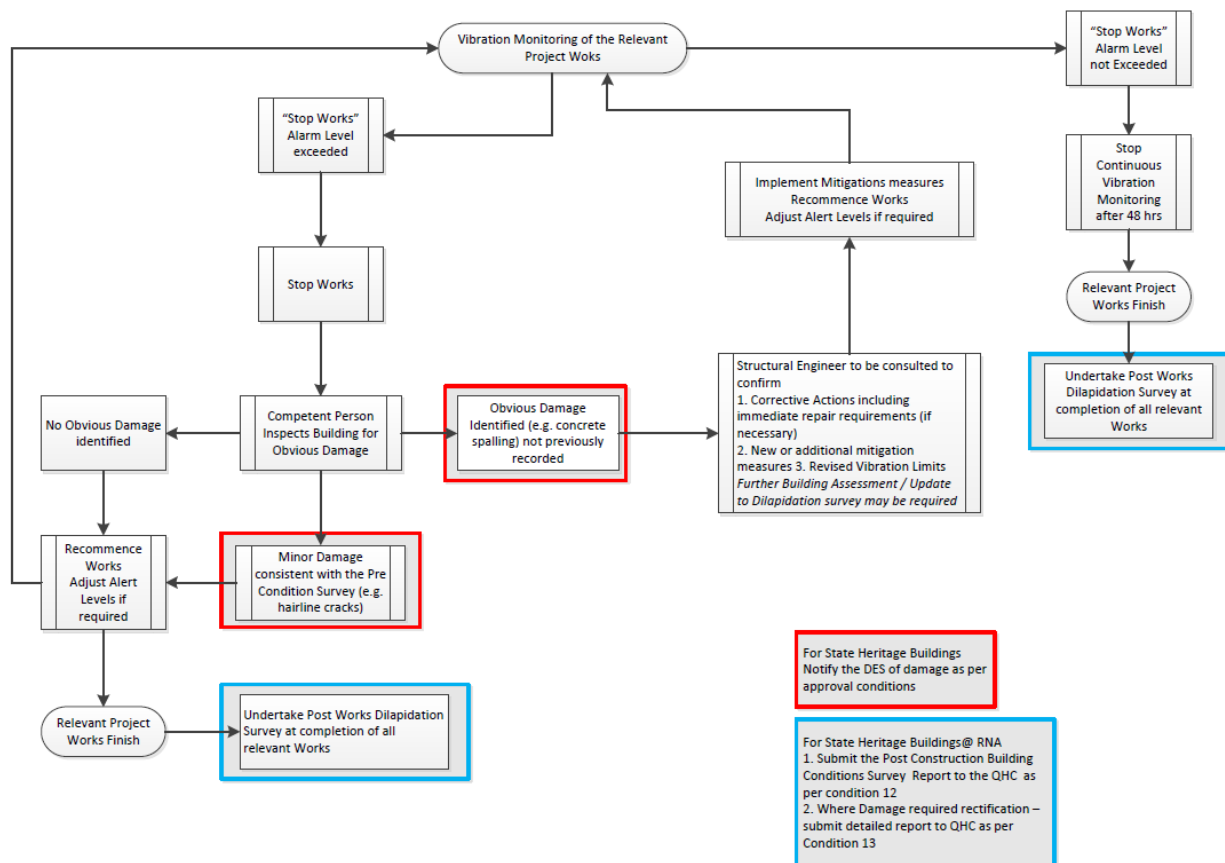 Vibration Monitoring of the Relevant
Project Woks
“Stop Works”
Alarm Level
not Exceeded
“Stop Works”
Alarm Level
exceeded
Stop
Continuous
Vibration
Monitoring
after 48 hrs
Implement Mitigations measures
Recommence Works
Adjust Alert Levels if required
Stop Works
Relevant Project
Works Finish
Structural Engineer to be consulted to
confirm
1. Corrective Actions including
immediate repair requirements (if
necessary)
2. New or additional mitigation
measures 3. Revised Vibration Limits
Further Building Assessment / Update
to Dilapidation survey may be required
Undertake Post Works
Dilapidation Survey at
completion of all relevant
Works
No Obvious Damage
identified
Competent Person
Inspects Building for
Obvious Damage
Obvious Damage
Identified (e.g. concrete
spalling) not previously
recorded
Recommence
Works
Adjust Alert
Levels if
required
Minor Damage
consistent with the Pre
Condition Survey (e.g.
hairline cracks)
For State Heritage Buildings
Notify the DES of damage as per
approval conditions
Relevant Project
Works Finish
Undertake Post Works Dilapidation
Survey at completion of all
relevant Works
For State Heritage Buildings@ RNA
1. Submit the Post Construction Building
Conditions Survey Report to the QHC as
per condition 12
2. Where Damage required rectification –
submit detailed report to QHC as per
Condition 13